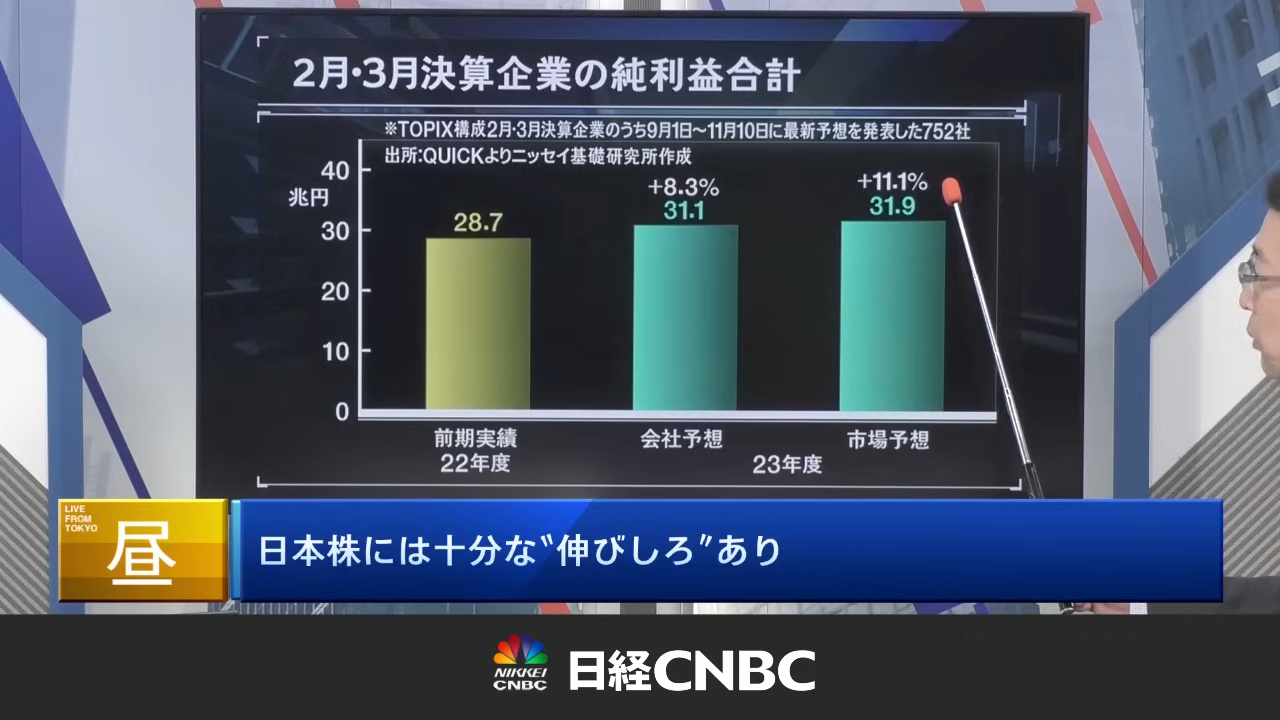 2月・3月決算企業の純利益合計
※TOPIX構成2月・3月決算企業のうち9月1日〜11月10日に最新予想を発表した752社
出所:QUICKよりニッセイ基礎研究所作成
40
兆円
30
20
10
0
28.7
+8.3%
31.1
+11.1%
31.9
前期実績
会社予想
市場予想
22年度
23年度
LIVE
FROM
TOKYO
昼
日本株には十分な〝伸びしろ〟あり
NIKKEI
CNBC
日経CNBC